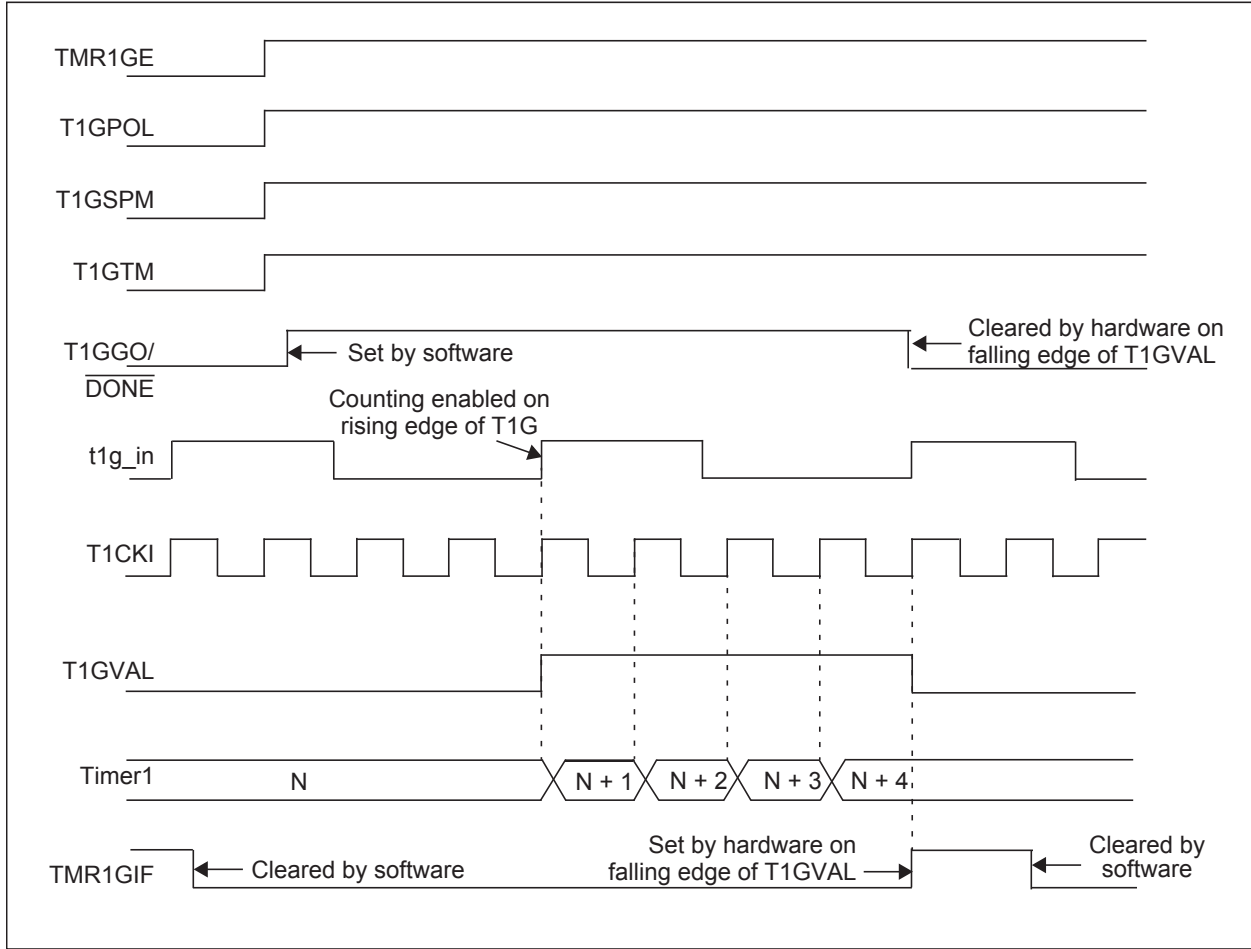 TMR1GE
T1GPOL
T1GSPM
T1GTM
T1GGO/
DONE
Set by software
Cleared by hardware on
falling edge of T1GVAL
Counting enabled on
rising edge of T1G
t1g_in
T1CKI
T1GVAL
Timer1
N
N + 1
N + 2
N + 3
N + 4
TMR1GIF
Cleared by software
Set by hardware on
falling edge of T1GVAL
Cleared by
software